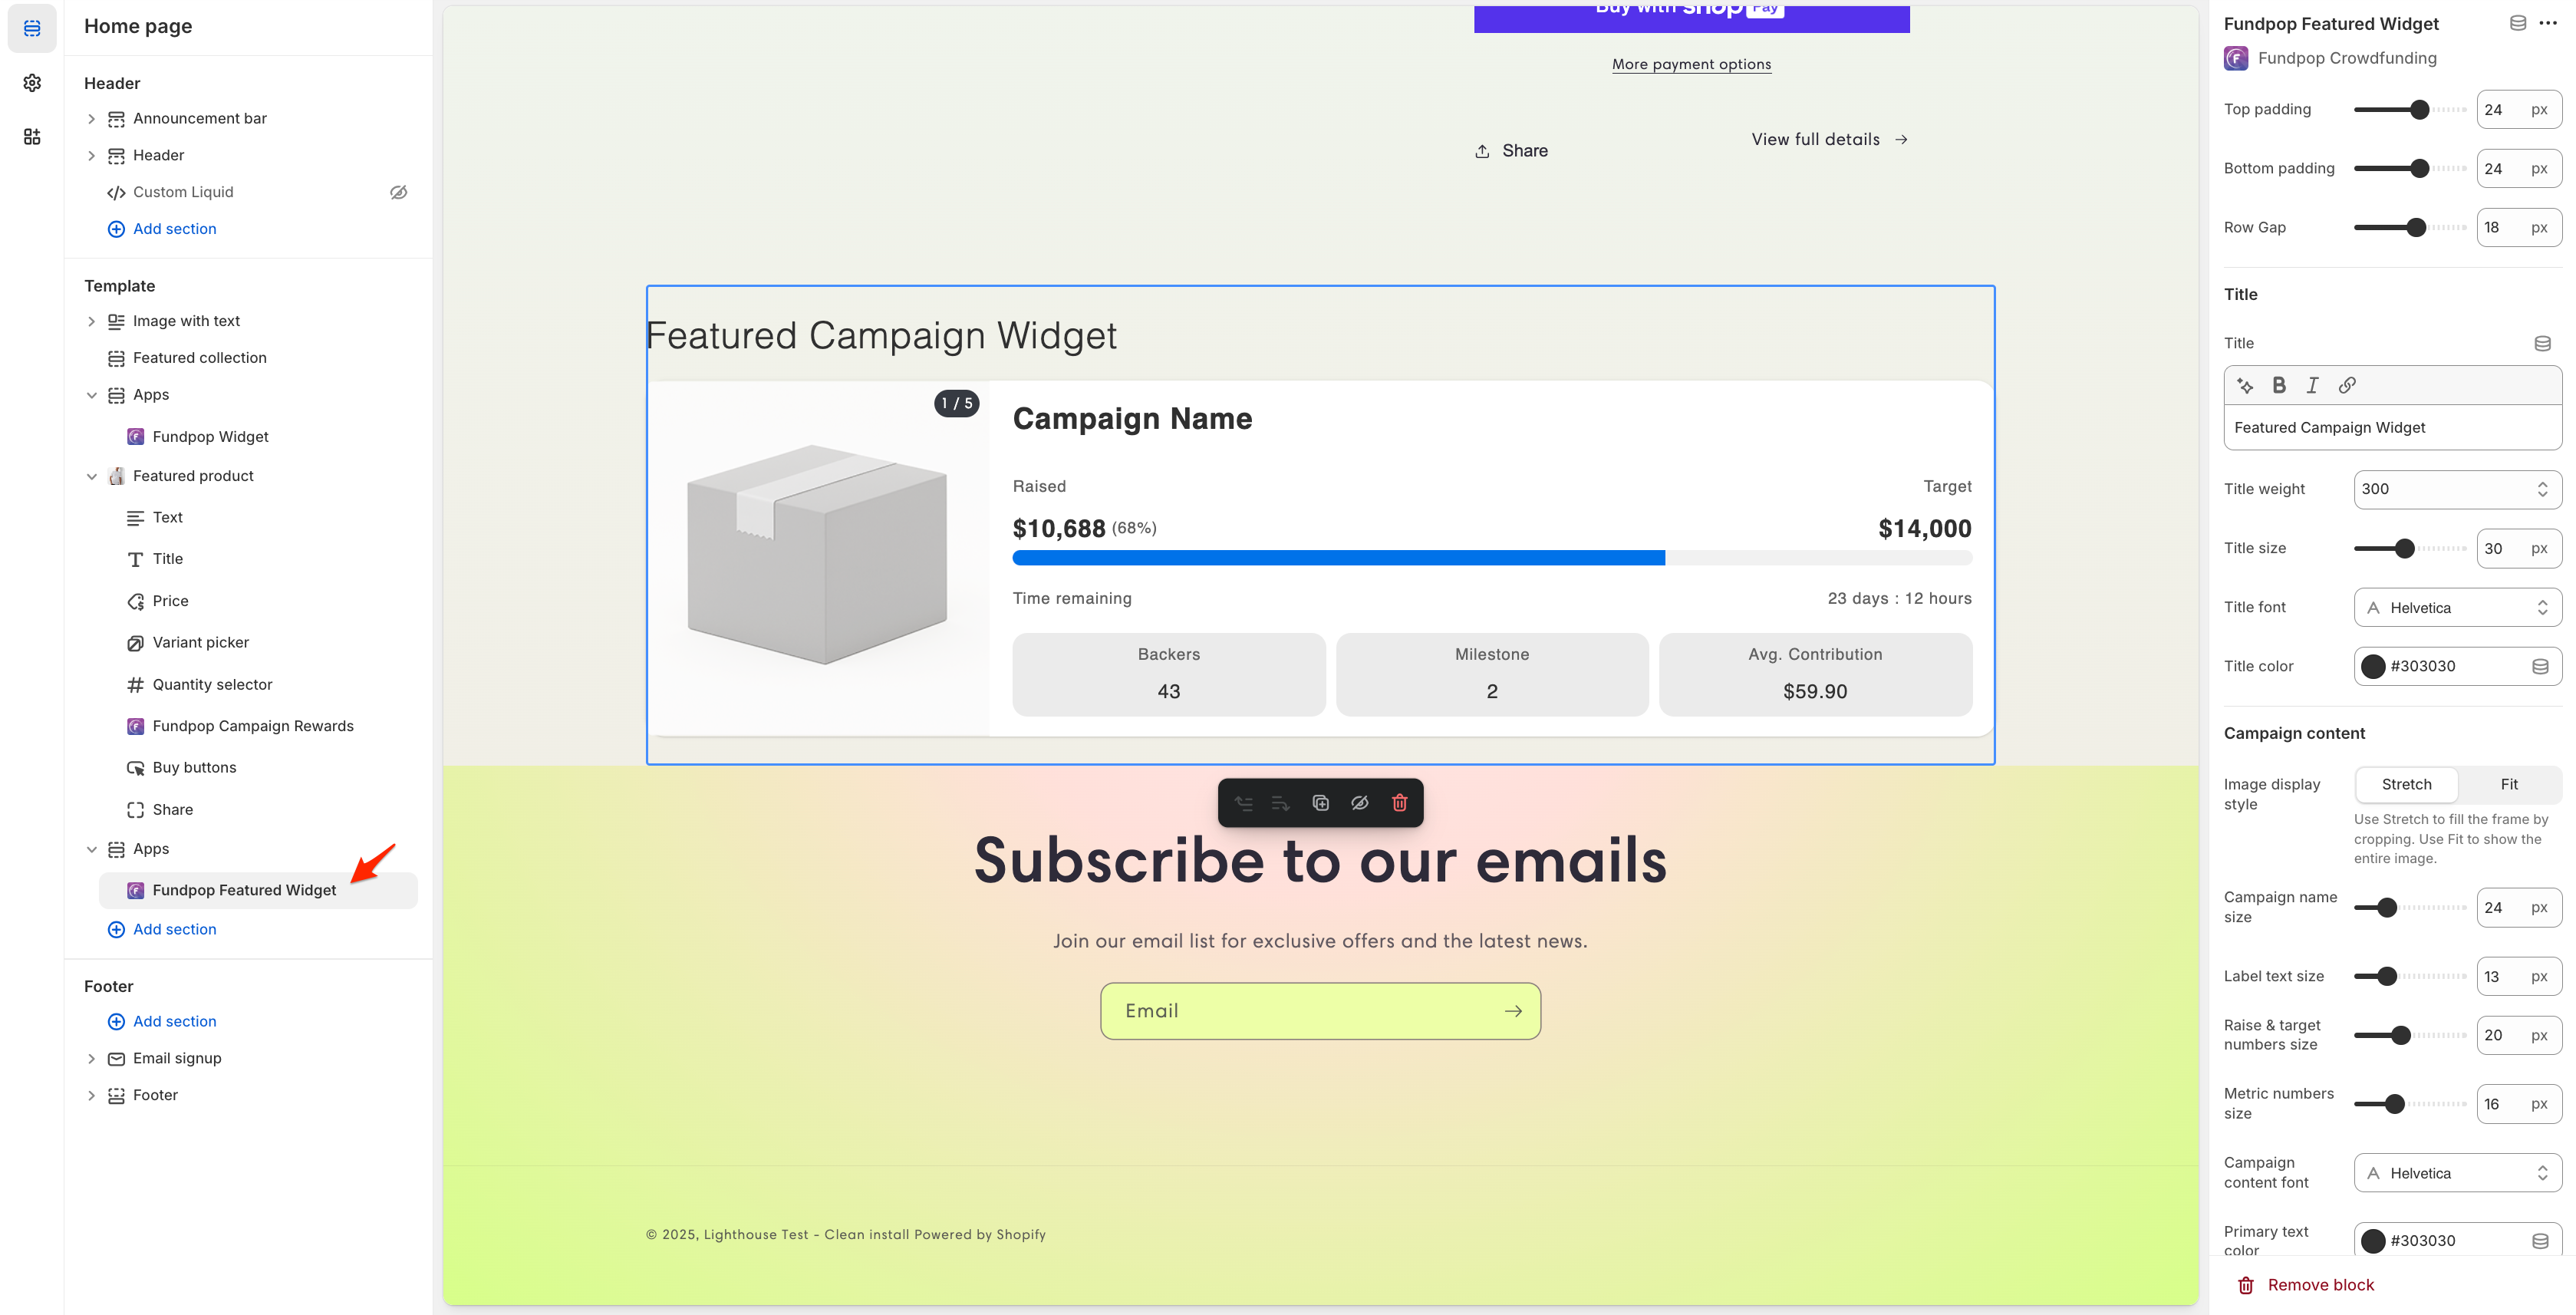 Home page
Header
Announcement bar
Header
Custom Liquid
Add section
Template
Image with text
Featured collection
Apps
Fundpop Widget
Featured product
Text
Title
Price
Variant picker
Quantity selector
Fundpop Campaign Rewards
Buy buttons
Share
Apps
Fundpop Featured Widget
Add section
Footer
Add section
Email signup
Footer
Buy with shop Pay
More payment options
Share
View full details
Featured Campaign Widget
1 / 5
Campaign Name
Raised
Target
$10,688 (68%)
$14,000
Time remaining
23 days : 12 hours
Backers
43
Milestone
2
Avg. Contribution
$59.90
Subscribe to our emails
Join our email list for exclusive offers and the latest news.
Email
© 2025, Lighthouse Test - Clean install Powered by Shopify
Fundpop Featured Widget
Fundpop Crowdfunding
Top padding
24 px
Bottom padding
24 px
Row Gap
18 px
Title
Title
B I
Featured Campaign Widget
Title weight
300
Title size
30 px
Title font
A Helvetica
Title color
#303030
Campaign content
Image display
style
Stretch
Fit
Use Stretch to fill the frame by
cropping. Use Fit to show the
entire image.
Campaign name
size
24 px
Label text size
13 px
Raise & target
numbers size
20 px
Metric numbers
size
16 px
Campaign
content font
A Helvetica
Primary text
color
#303030
Remove block